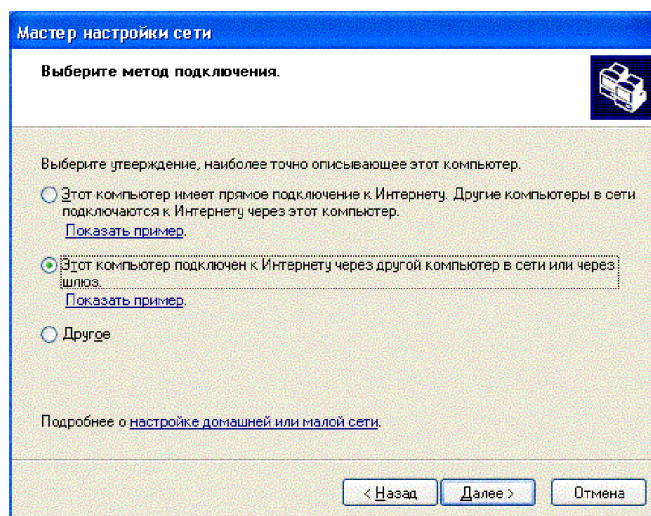 Мастер настройки сети
Выберите метод подключения.
Выберите утверждение, наиболее точно описывающее этот компьютер.
Этот компьютер имеет прямое подключение к Интернету. Другие компьютеры в сети
подключаются к Интернету через этот компьютер.
Показать пример.
Этот компьютер подключен к Интернету через другой компьютер в сети или через
шлюз.
Показать пример.
Другое
Подробнее о настройке домашней или малой сети.
< Назад Далее > Отмена